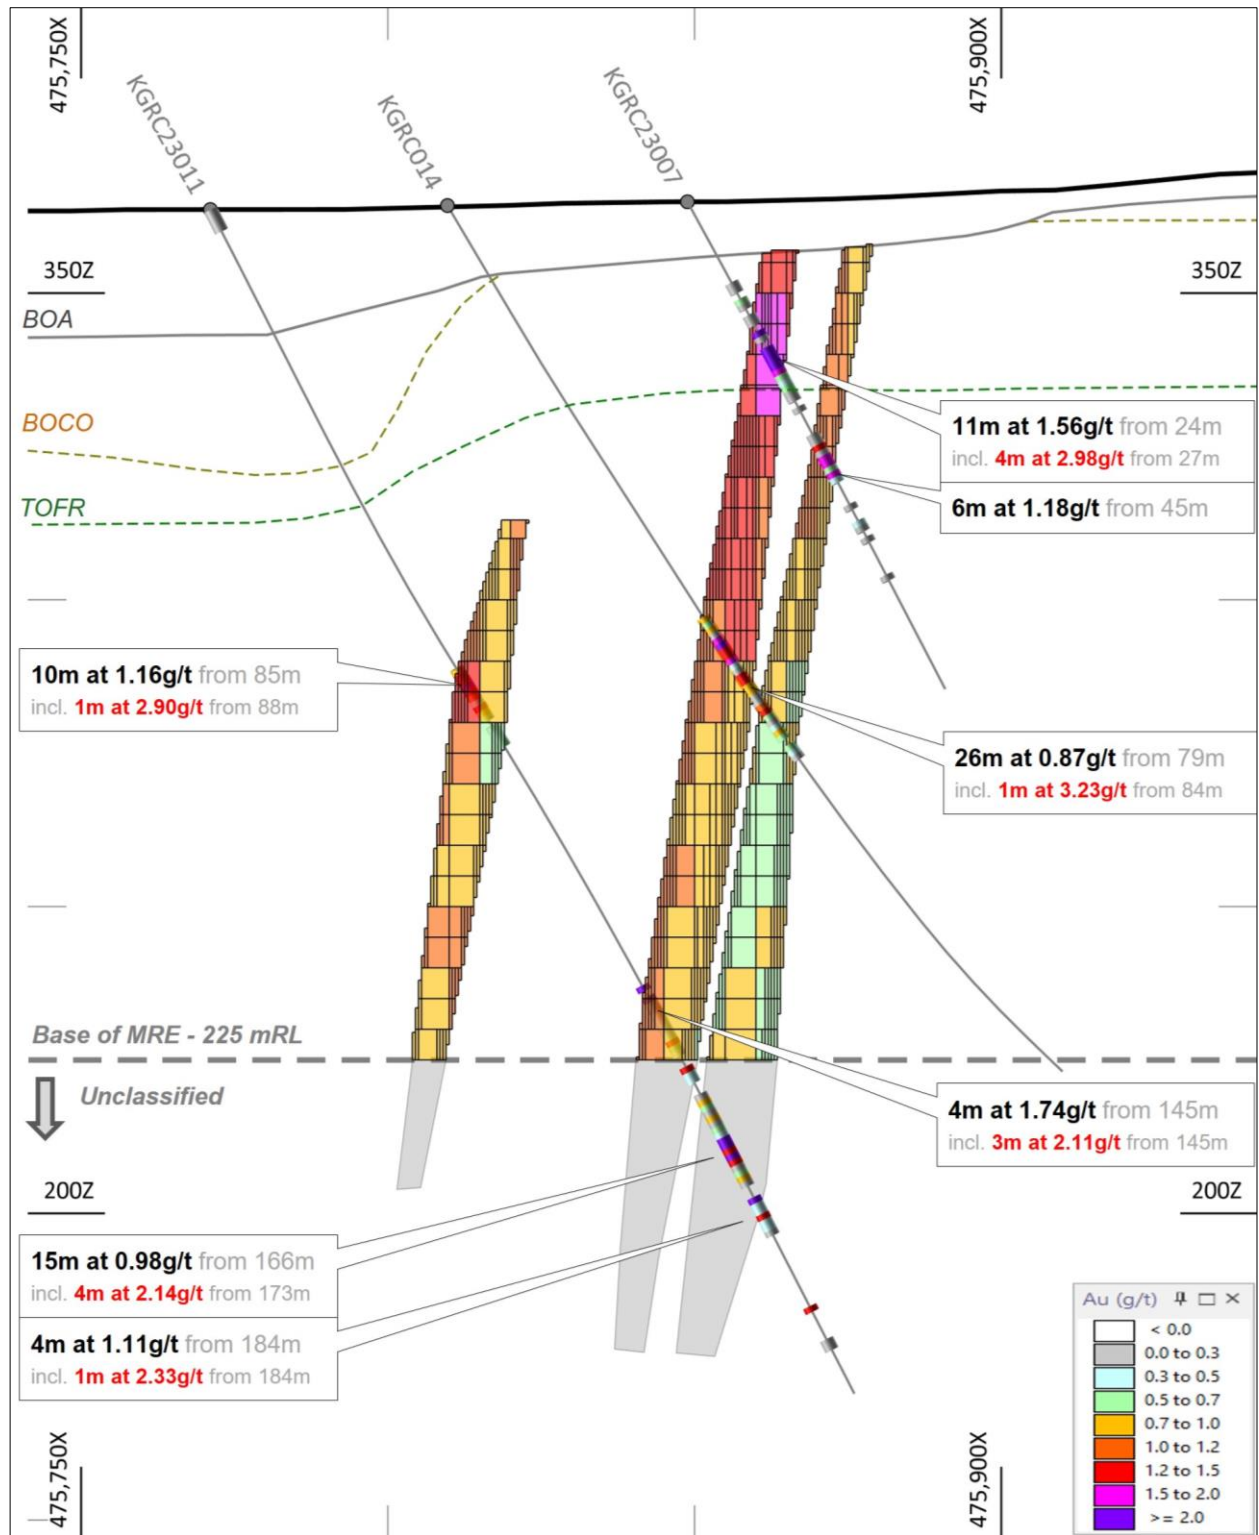 475,750X
475,900X
KGRC23011
KGRC014
KGRC23007
350Z
350Z
BOA
BOCO
TOFR
11m at 1.56g/t from 24m
incl. 4m at 2.98g/t from 27m
6m at 1.18g/t from 45m
10m at 1.16g/t from 85m
incl. 1m at 2.90g/t from 88m
26m at 0.87g/t from 79m
incl. 1m at 3.23g/t from 84m
Base of MRE - 225 mRL
Unclassified
4m at 1.74g/t from 145m
incl. 3m at 2.11g/t from 145m
200Z
200Z
15m at 0.98g/t from 166m
incl. 4m at 2.14g/t from 173m
4m at 1.11g/t from 184m
incl. 1m at 2.33g/t from 184m
Au (g/t)
< 0.0
0.0 to 0.3
0.3 to 0.5
0.5 to 0.7
0.7 to 1.0
1.0 to 1.2
1.2 to 1.5
1.5 to 2.0
>= 2.0
475,750X
475,900X